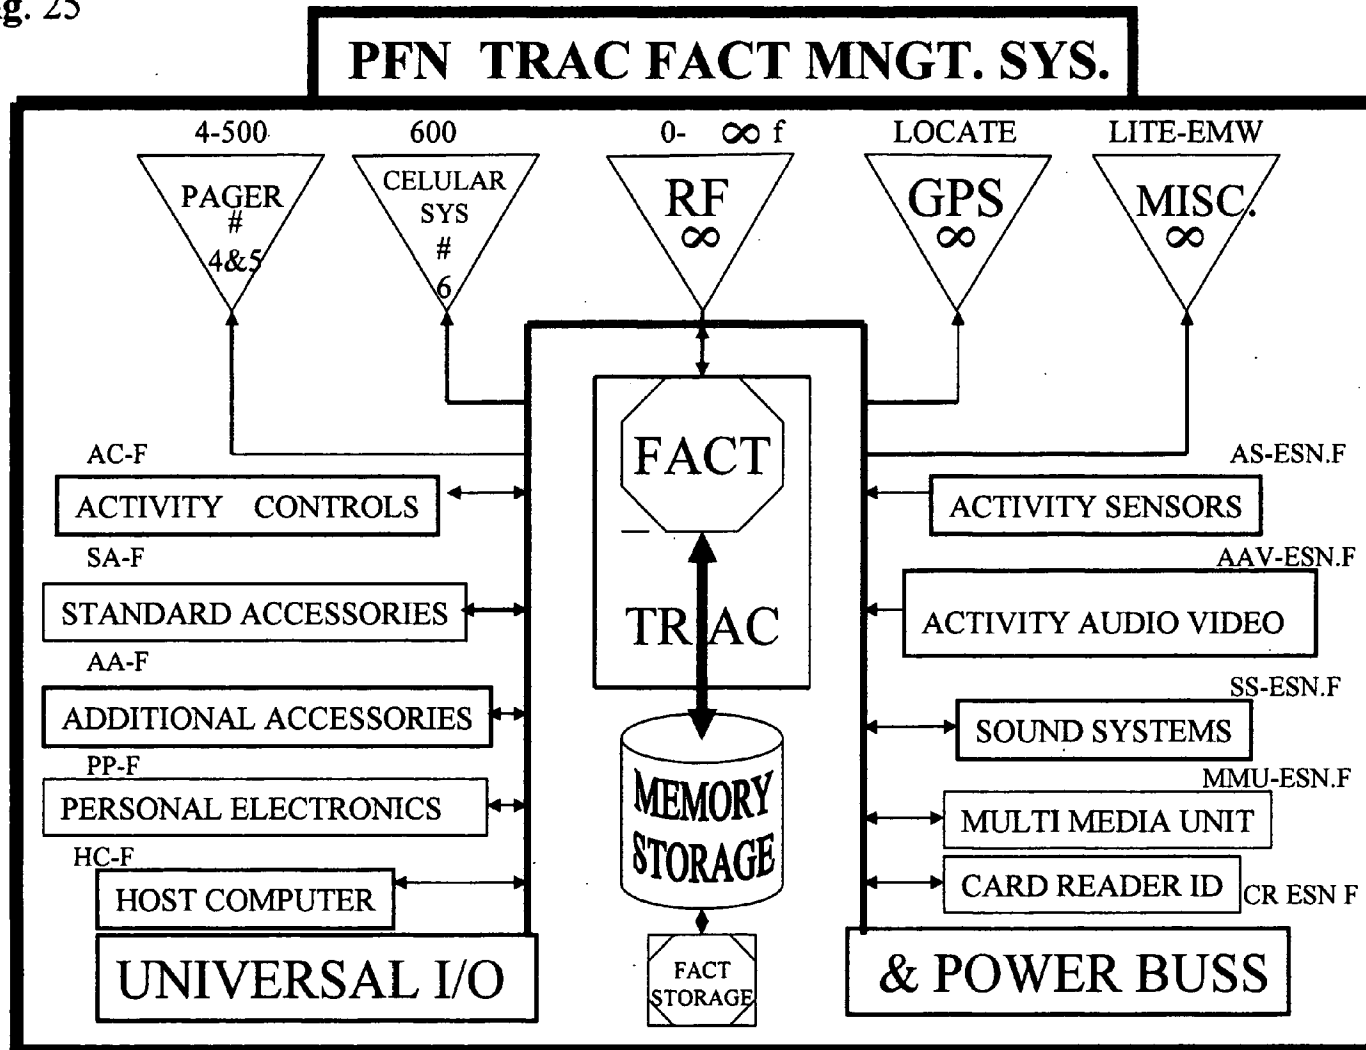 g. 25
PFN TRAC FACT MNGT. SYS.
4-500
600
0- ∞ f
LOCATE
LITE-EMW
PAGER
#
4&5
CELULAR
SYS
#
6
RF
∞
GPS
∞
MISC.
∞
FACT
TRAC
MEMORY
STORAGE
FACT
STORAGE
AC-F
ACTIVITY CONTROLS
SA-F
STANDARD ACCESSORIES
AA-F
ADDITIONAL ACCESSORIES
PP-F
PERSONAL ELECTRONICS
HC-F
HOST COMPUTER
UNIVERSAL I/O
AS-ESN.F
ACTIVITY SENSORS
AAV-ESN.F
ACTIVITY AUDIO VIDEO
SS-ESN.F
SOUND SYSTEMS
MMU-ESN.F
MULTI MEDIA UNIT
CARD READER ID
CR ESN F
& POWER BUSS